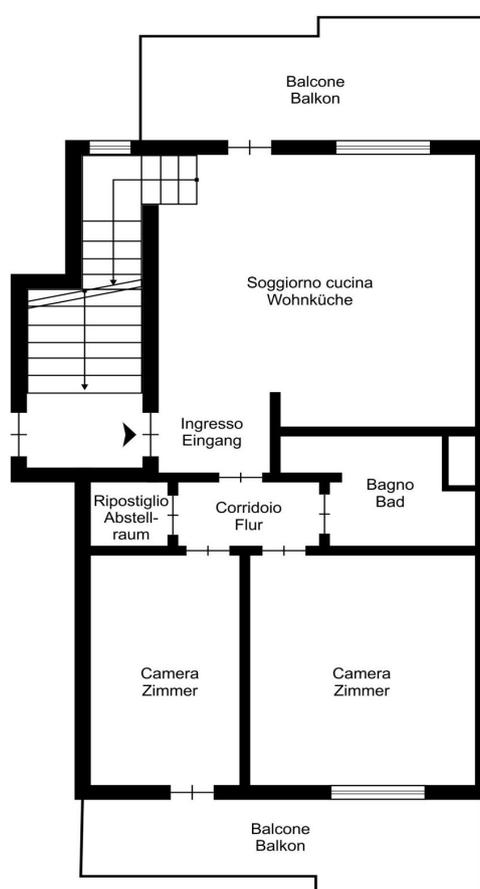 Balcone
Balkon
Soggiorno cucina
Wohnküche
Ingresso
Eingang
Bagno
Bad
Ripostiglio
Abstell-
raum
Corridoio
Flur
Camera
Zimmer
Camera
Zimmer
Balcone
Balkon